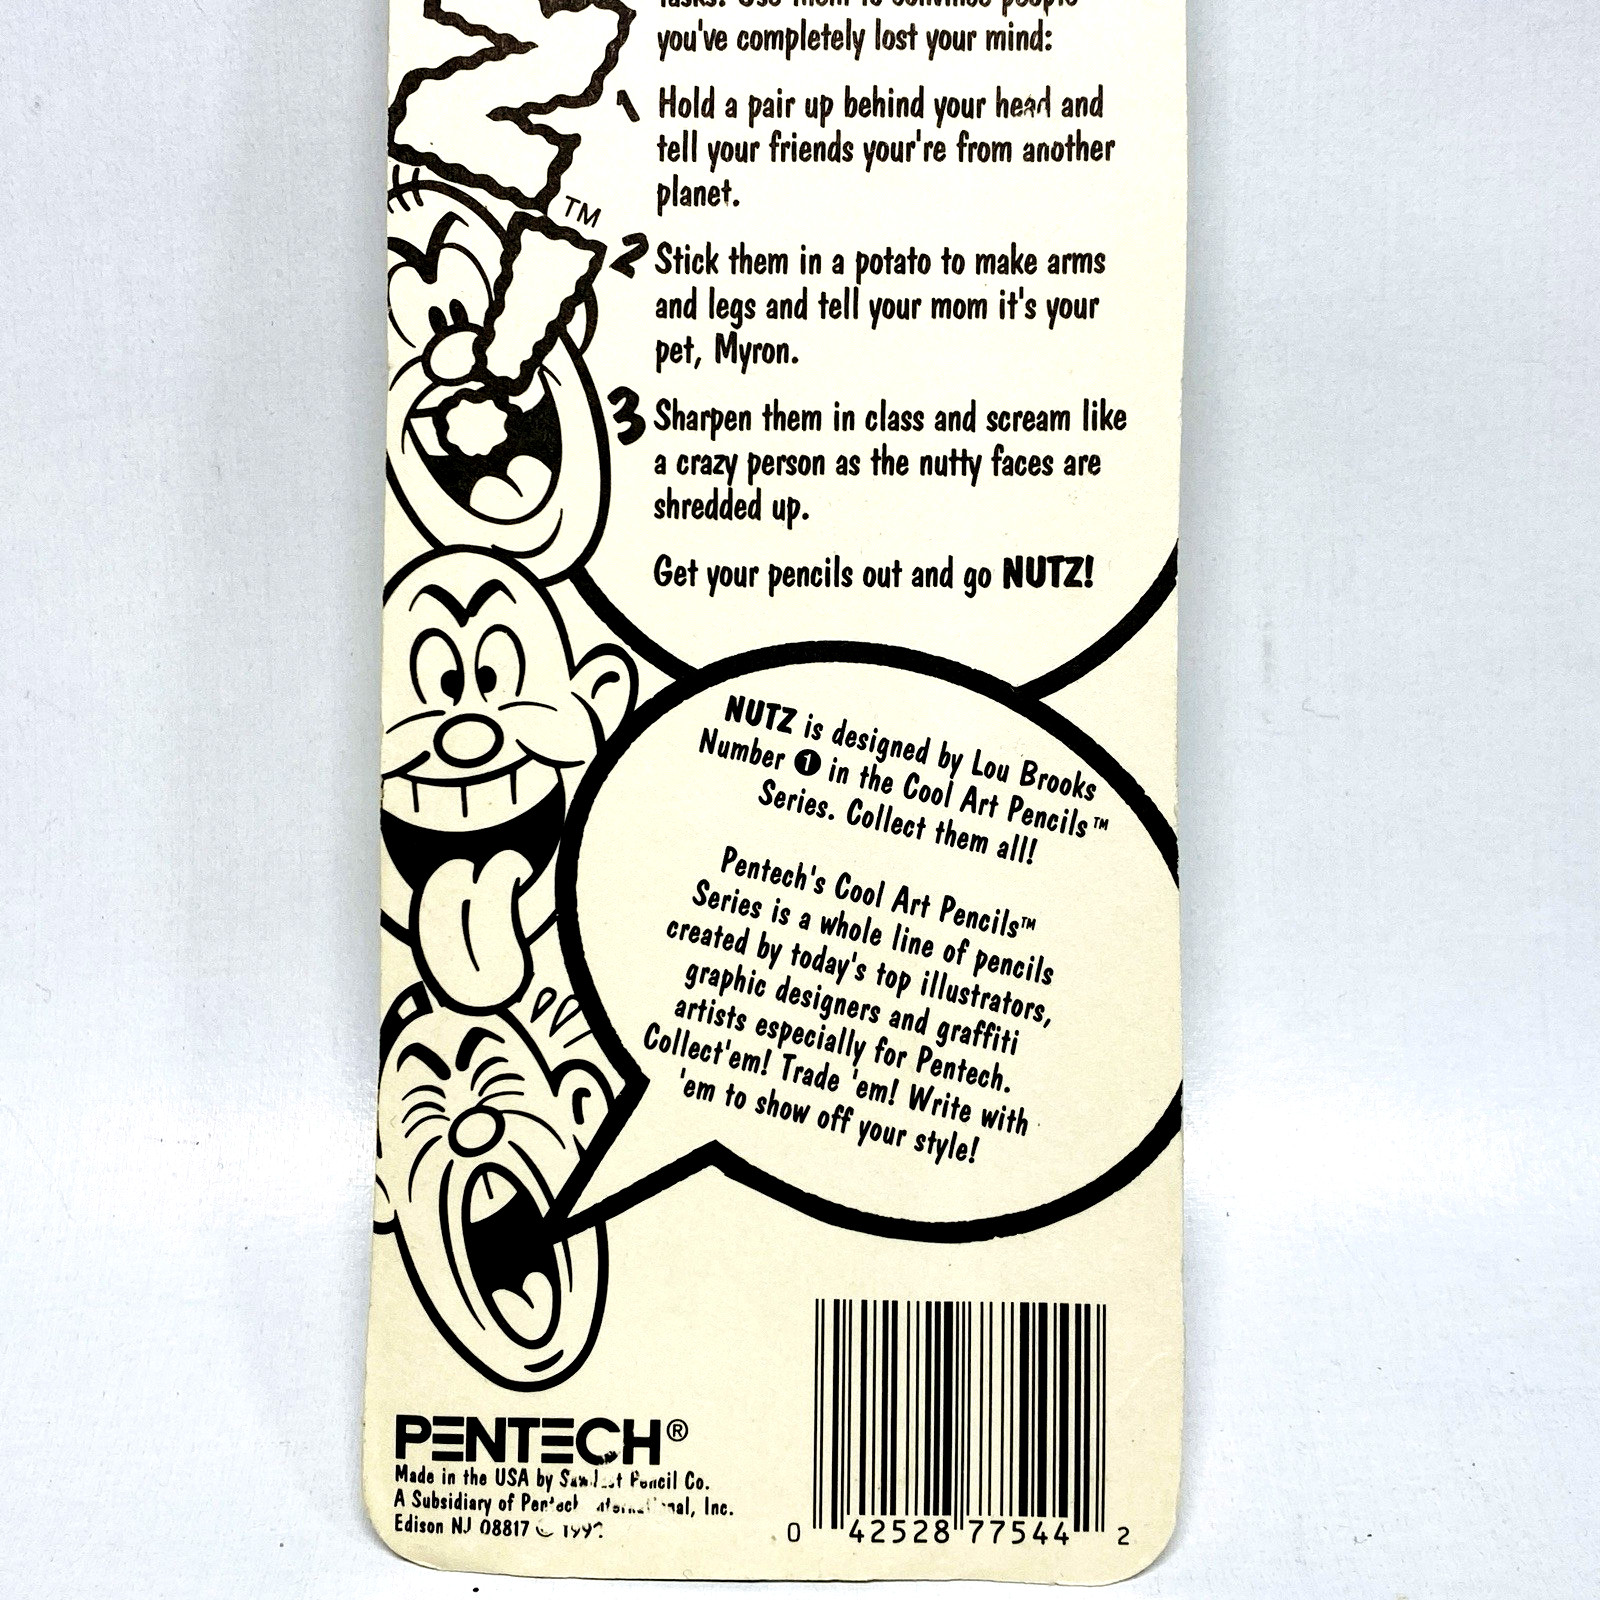 you've completely lost your mind:
1 Hold a pair up behind your head and
tell your friends your're from another
planet.
2 Stick them in a potato to make arms
and legs and tell your mom it's your
pet, Myron.
3 Sharpen them in class and scream like
a crazy person as the nutty faces are
shredded up.
Get your pencils out and go NUTZ!
Z
TM
!
NUTZ is designed by Lou Brooks
Number 1 in the Cool Art Pencils™
Series. Collect them all!
Pentech's Cool Art Pencils™
Series is a whole line of pencils
created by today's top illustrators,
graphic designers and graffiti
artists especially for Pentech.
Collect'em! Trade 'em! Write with
'em to show off your style!
PENTECH®
Made in the USA by Pencil Co.
A Subsidiary of Pentech International, Inc.
Edison NJ 08817 ©
0 42528 77544 2